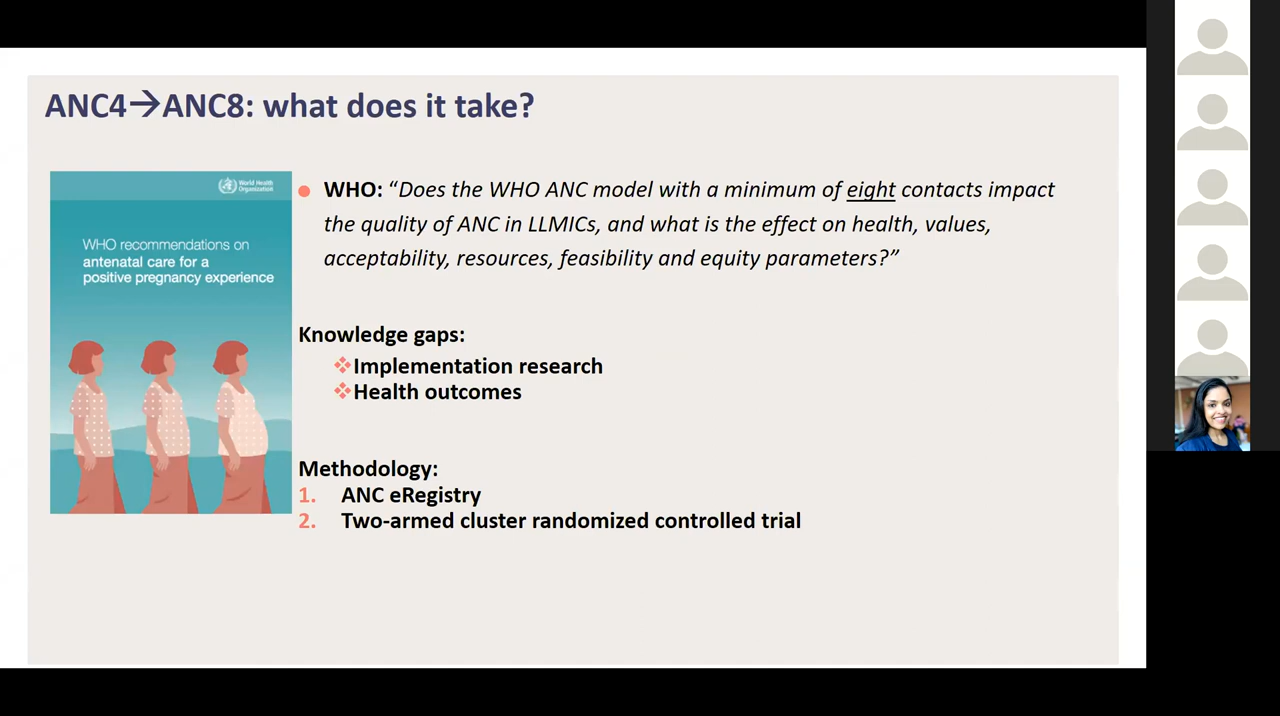 ANC4→ANC8: what does it take?
World Health
Organization
WHO recommendations on
antenatal care for a
positive pregnancy experience
WHO: “Does the WHO ANC model with a minimum of eight contacts impact
the quality of ANC in LLMICs, and what is the effect on health, values,
acceptability, resources, feasibility and equity parameters?”
Knowledge gaps:
Implementation research
Health outcomes
Methodology:
1. ANC eRegistry
2. Two-armed cluster randomized controlled trial